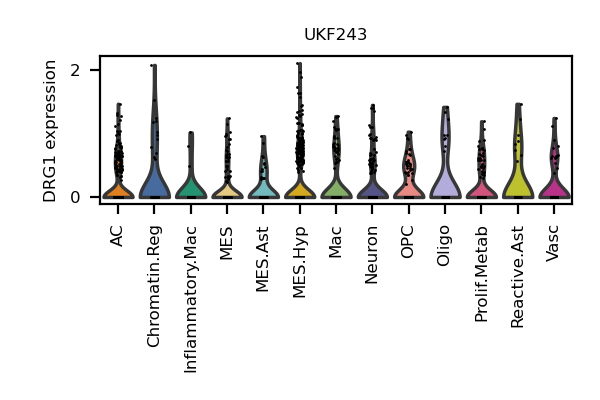 UKF243
DRG1 expression
2
0
AC
Chromatin.Reg
Inflammatory.Mac
MES
MES.Ast
MES.Hyp
Mac
Neuron
OPC
Oligo
Prolif.Metab
Reactive.Ast
Vasc